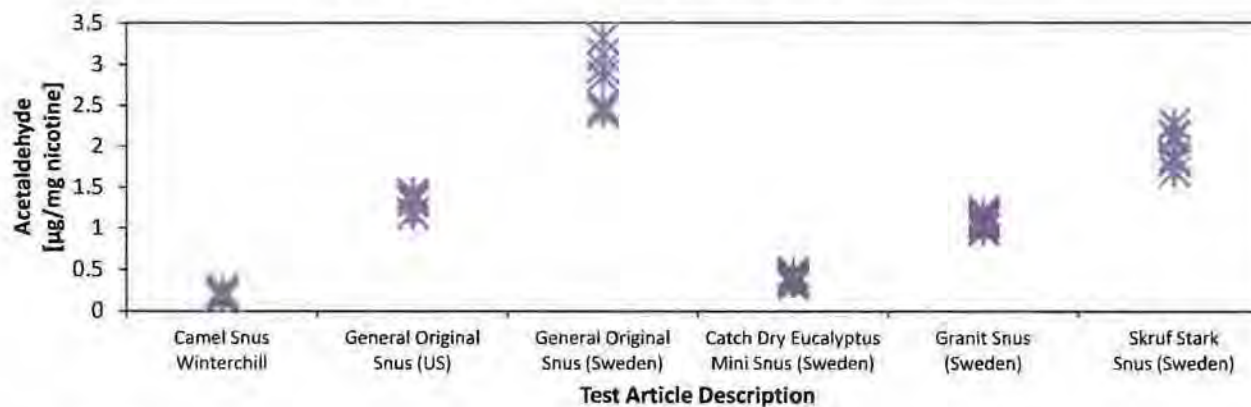 3.5
3
2.5
2
1.5
1
0.5
0
Acetaldehyde
[µg/mg nicotine]
Camel Snus
Winterchill
General Original
Snus (US)
General Original
Snus (Sweden)
Catch Dry Eucalyptus
Mini Snus (Sweden)
Granit Snus
(Sweden)
Skruf Stark
Snus (Sweden)
Test Article Description